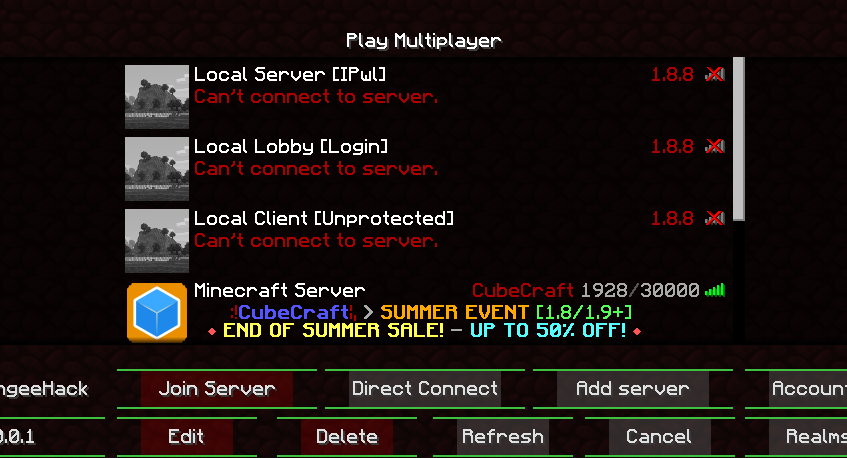 Play Multiplayer
Local Server [IPwl] 1.8.8
Can't connect to server.
Local Lobby [Login] 1.8.8
Can't connect to server.
Local Client [Unprotected] 1.8.8
Can't connect to server.
Minecraft Server CubeCraft 1928/30000
CubeCraft > SUMMER EVENT [1.8/1.9+]
END OF SUMMER SALE! – UP TO 50% OFF!
ngeeHack Join Server Direct Connect Add server Accoun
0.0.1 Edit Delete Refresh Cancel Realms